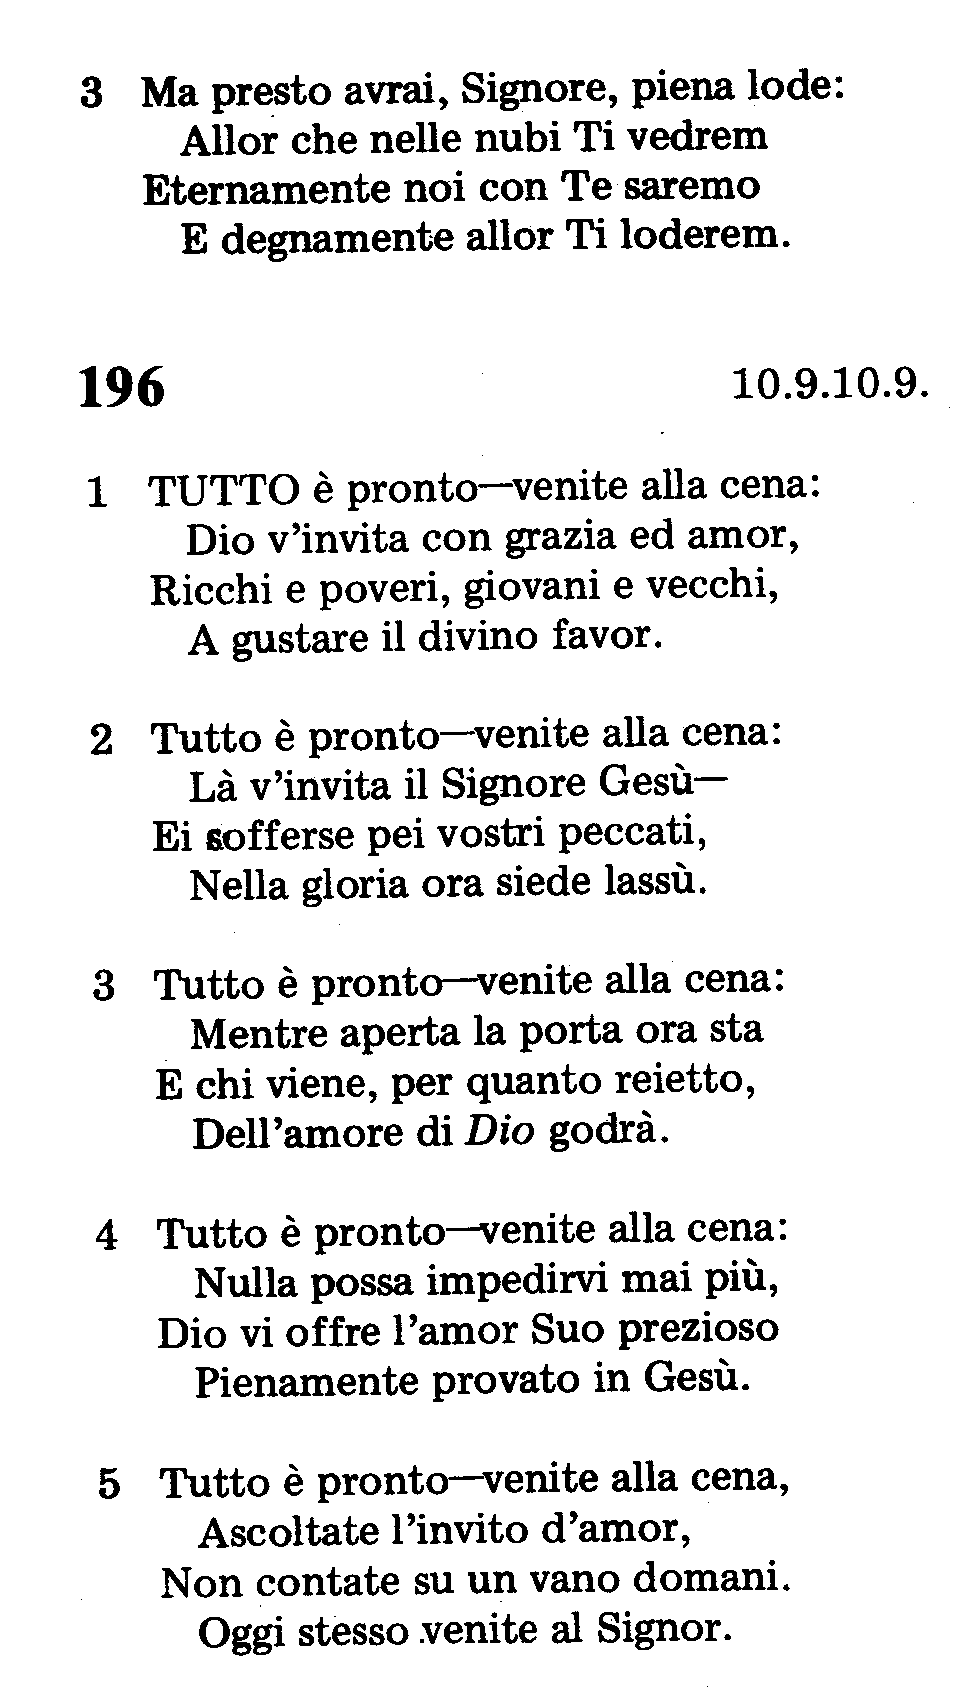 3 Ma presto avrai, Signore, piena lode:
Allor che nelle nubi Ti vedrem
Eternamente noi con Te saremo
E degnamente allor Ti loderem.
196 10.9.10.9.
1 TUTTO è pronto—venite alla cena:
Dio v'invita con grazia ed amor,
Ricchi e poveri, giovani e vecchi,
A gustare il divino favor.
2 Tutto è pronto—venite alla cena:
Là v'invita il Signore Gesù—
Ei sofferse pei vostri peccati,
Nella gloria ora siede lassù.
3 Tutto è pronto—venite alla cena:
Mentre aperta la porta ora sta
E chi viene, per quanto reietto,
Dell'amore di Dio godrà.
4 Tutto è pronto—venite alla cena:
Nulla possa impedirvi mai più,
Dio vi offre l'amor Suo prezioso
Pienamente provato in Gesù.
5 Tutto è pronto—venite alla cena,
Ascoltate l'invito d'amor,
Non contate su un vano domani.
Oggi stesso venite al Signor.